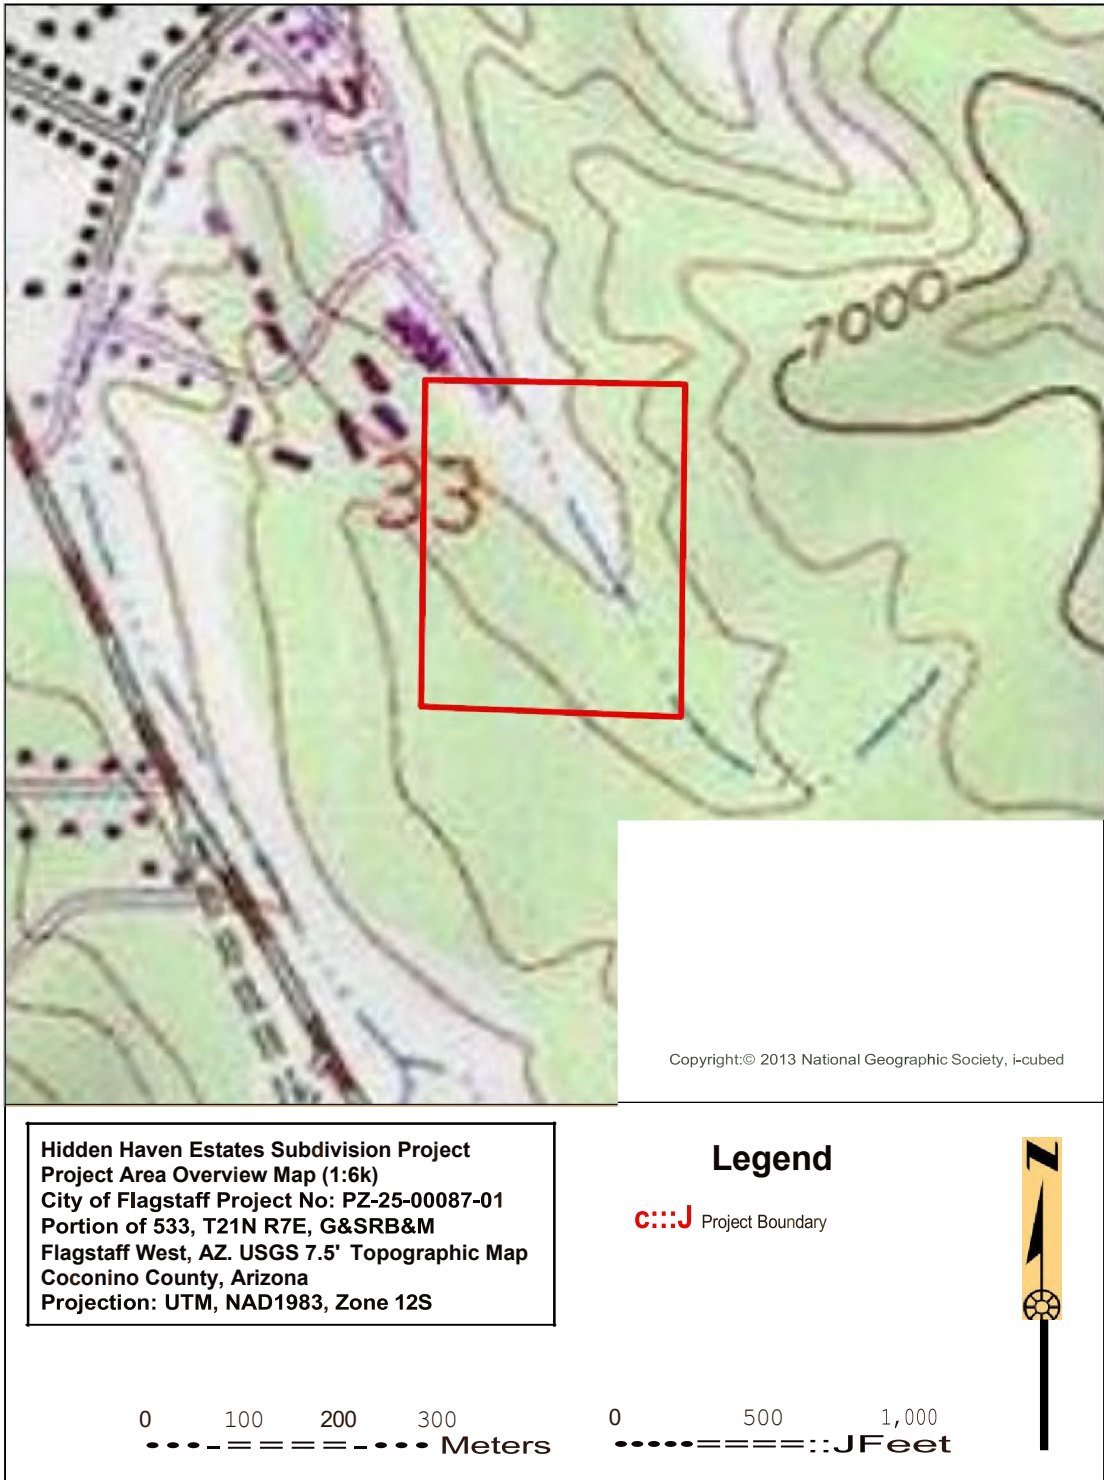 7000
33
Copyright:© 2013 National Geographic Society, i-cubed
Hidden Haven Estates Subdivision Project
Project Area Overview Map (1:6k)
City of Flagstaff Project No: PZ-25-00087-01
Portion of 533, T21N R7E, G&SRB&M
Flagstaff West, AZ. USGS 7.5' Topographic Map
Coconino County, Arizona
Projection: UTM, NAD1983, Zone 12S
Legend
c:::J Project Boundary
N
0 100 200 300
Meters
0 500 1,000
::JFeet